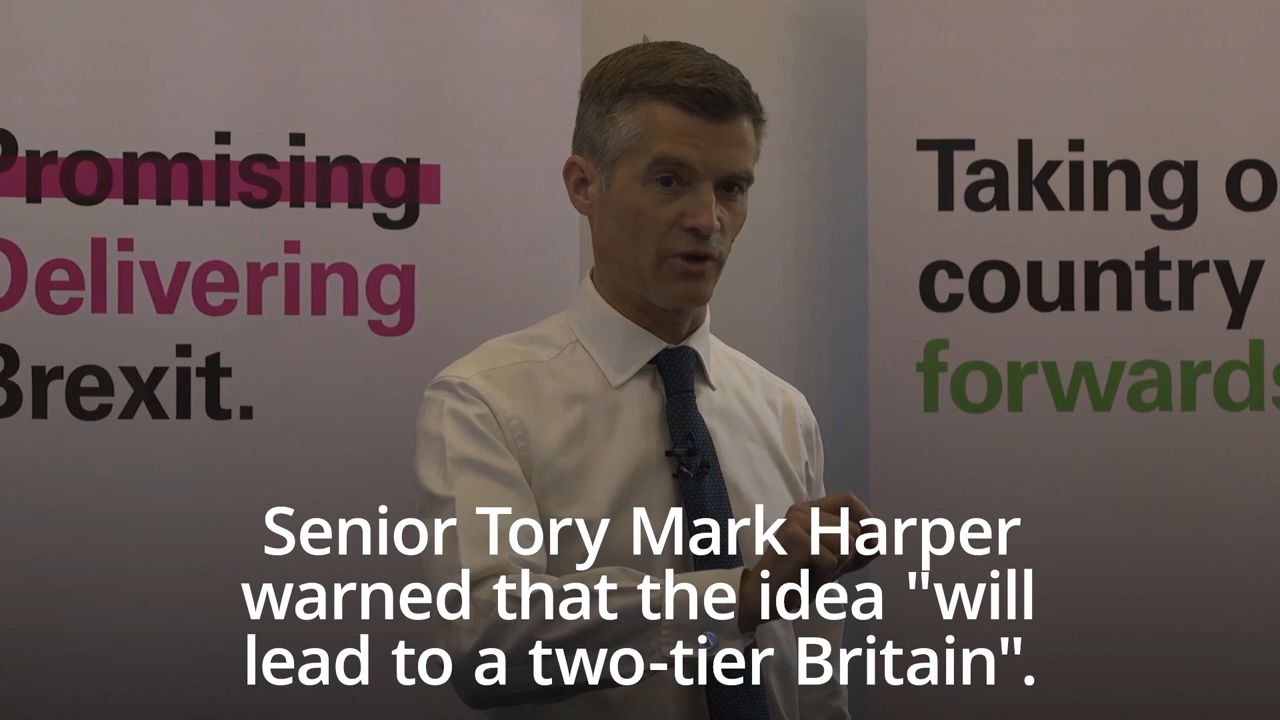 Promising
Delivering
Brexit.
Taking o
country
forwards
Senior Tory Mark Harper
warned that the idea "will
lead to a two-tier Britain".